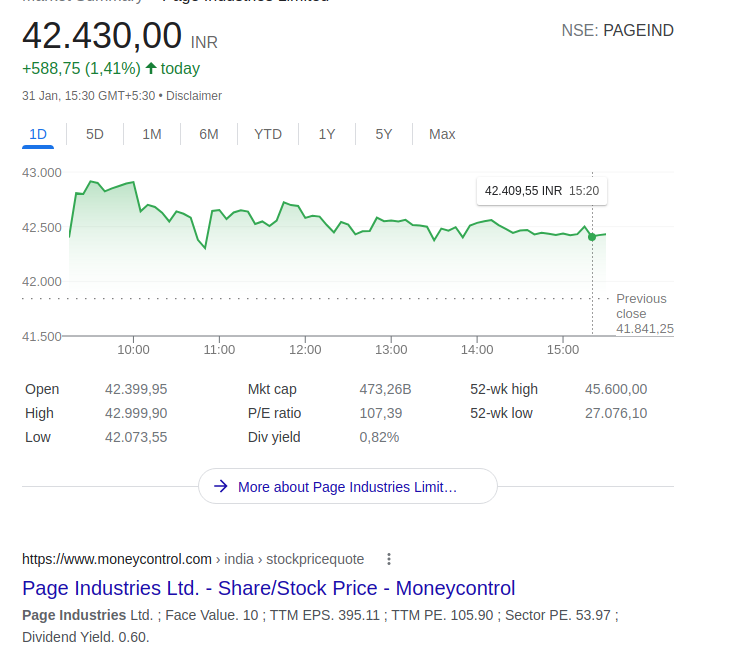 Market Summary > Page Industries Limited
42.430,00 INR
NSE: PAGEIND
+588,75 (1,41%) today
31 Jan, 15:30 GMT+5:30 • Disclaimer
1D 5D 1M 6M YTD 1Y 5Y Max
43.000
42.409,55 INR 15:20
42.500
42.000
Previous
close
41.841,25
41.500
10:00 11:00 12:00 13:00 14:00 15:00
Open 42.399,95 Mkt cap 473,26B 52-wk high 45.600,00
High 42.999,90 P/E ratio 107,39 52-wk low 27.076,10
Low 42.073,55 Div yield 0,82%
More about Page Industries Limit…
https://www.moneycontrol.com › india › stockpricequote
Page Industries Ltd. - Share/Stock Price - Moneycontrol
Page Industries Ltd. ; Face Value. 10 ; TTM EPS. 395.11 ; TTM PE. 105.90 ; Sector PE. 53.97 ;
Dividend Yield. 0.60.